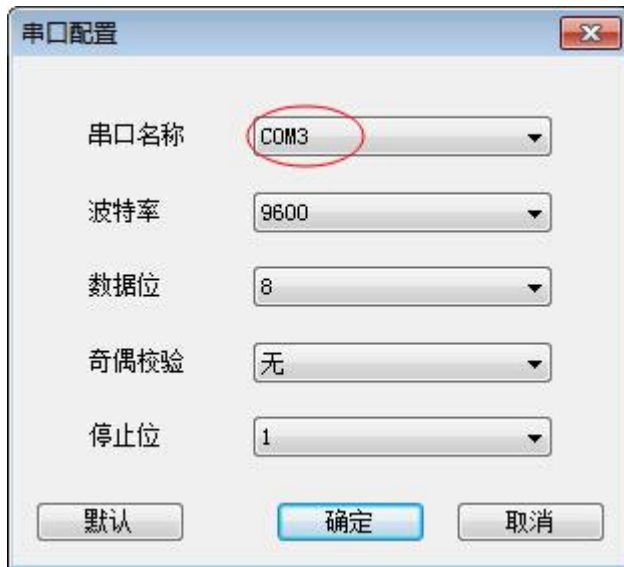 串口配置
串口名称 COM3
波特率 9600
数据位 8
奇偶校验 无
停止位 1
默认 确定 取消